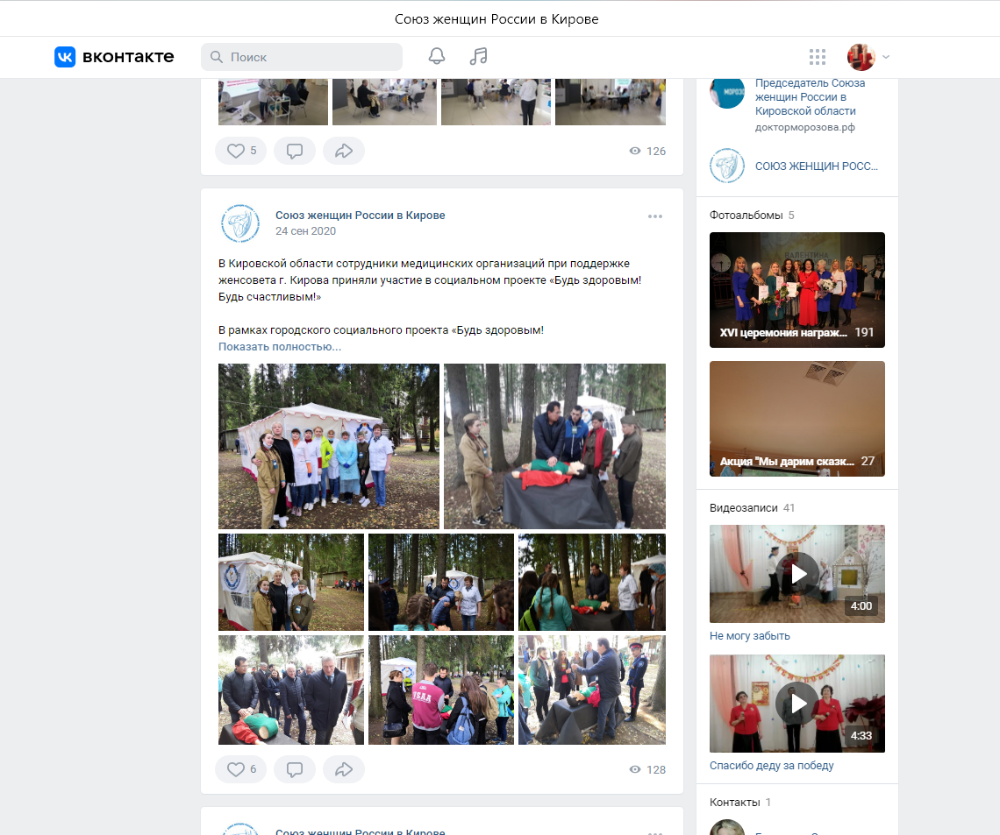 Союз женщин России в Кирове
вконтакте
Поиск
5
126
Союз женщин России в Кирове
24 сен 2020
В Кировской области сотрудники медицинских организаций при поддержке
женсовета г. Кирова приняли участие в социальном проекте «Будь здоровым!
Будь счастливым!»
В рамках городского социального проекта «Будь здоровым!
Показать полностью...
6
128
Союз женщин России в Кирове
Председатель Союза
женщин России в
Кировской области
докторморозова.рф
СОЮЗ ЖЕНЩИН РОСС...
Фотоальбомы 5
XVI церемония награж... 191
Акция "Мы дарим сказк... 27
Видеозаписи 41
4:00
Не могу забыть
4:33
Спасибо деду за победу
Контакты 1